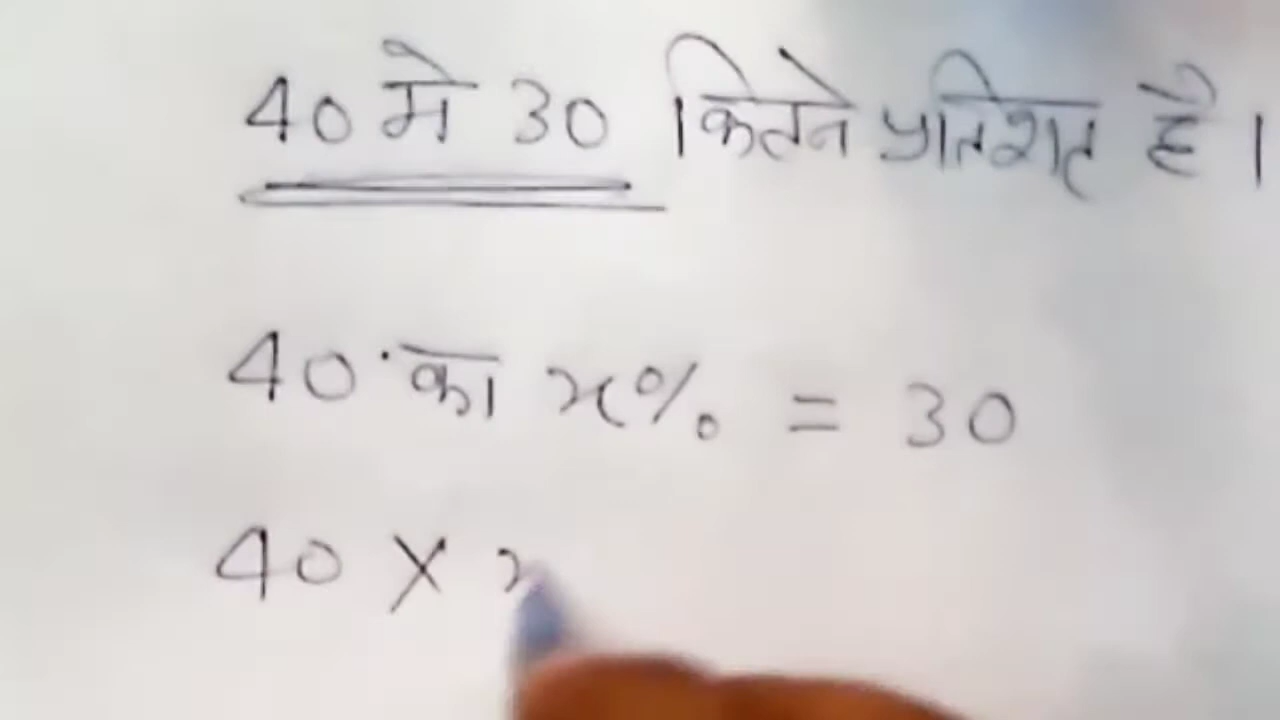 40 मे 30 कितने प्रतिशत है ।
40 का x% = 30
40 X x